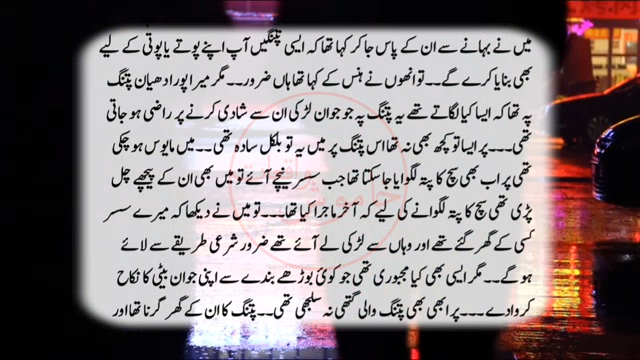 میں نے بہانے سے ان کے پاس جا کر کہا تھا کہ ایسی پتنگیں آپ اپنے پوتے یا پوتی کے لیے
بھی بنایا کرے گے۔۔ تو انھوں نے ہنس کے کہا تھا ہاں ضرور۔۔ مگر میرا پورا دھیان پتنگ
پہ تھا کہ ایسا کیا لگاتے تھے یہ پتنگ پہ جو جوان لڑکی ان سے شادی کرنے پر راضی ہو جاتی
تھی۔۔۔ پر ایسا تو کچھ بھی نہ تھا اس پتنگ پر میں یہ تو بلکل سادہ تھی۔۔ میں مایوس ہو چکی
تھی پر اب بھی سچ کا پتہ لگوایا جا سکتا تھا جب سسر نیچے آئے تو میں بھی ان کے پیچھے چل
پڑی تھی سچ کا پتہ لگوانے کی لیے کہ آخر ماجرا کیا تھا۔۔۔ تو میں نے دیکھا کہ میرے سسر
کسی کے گھر گئے تھے اور وہاں سے لڑکی لے آئے تھے ضرور شرعی طریقے سے لائے
ہو گے۔۔ مگر ایسی بھی کیا مجبوری تھی جو کوئ بوڑھے بندے سے اپنی جوان بیٹی کا نکاح
کروا دے۔۔۔ پر ابھی بھی پتنگ والی گتھی نہ سلجھی تھی۔۔ پتنگ کا ان کے گھر گرنا تھا اور